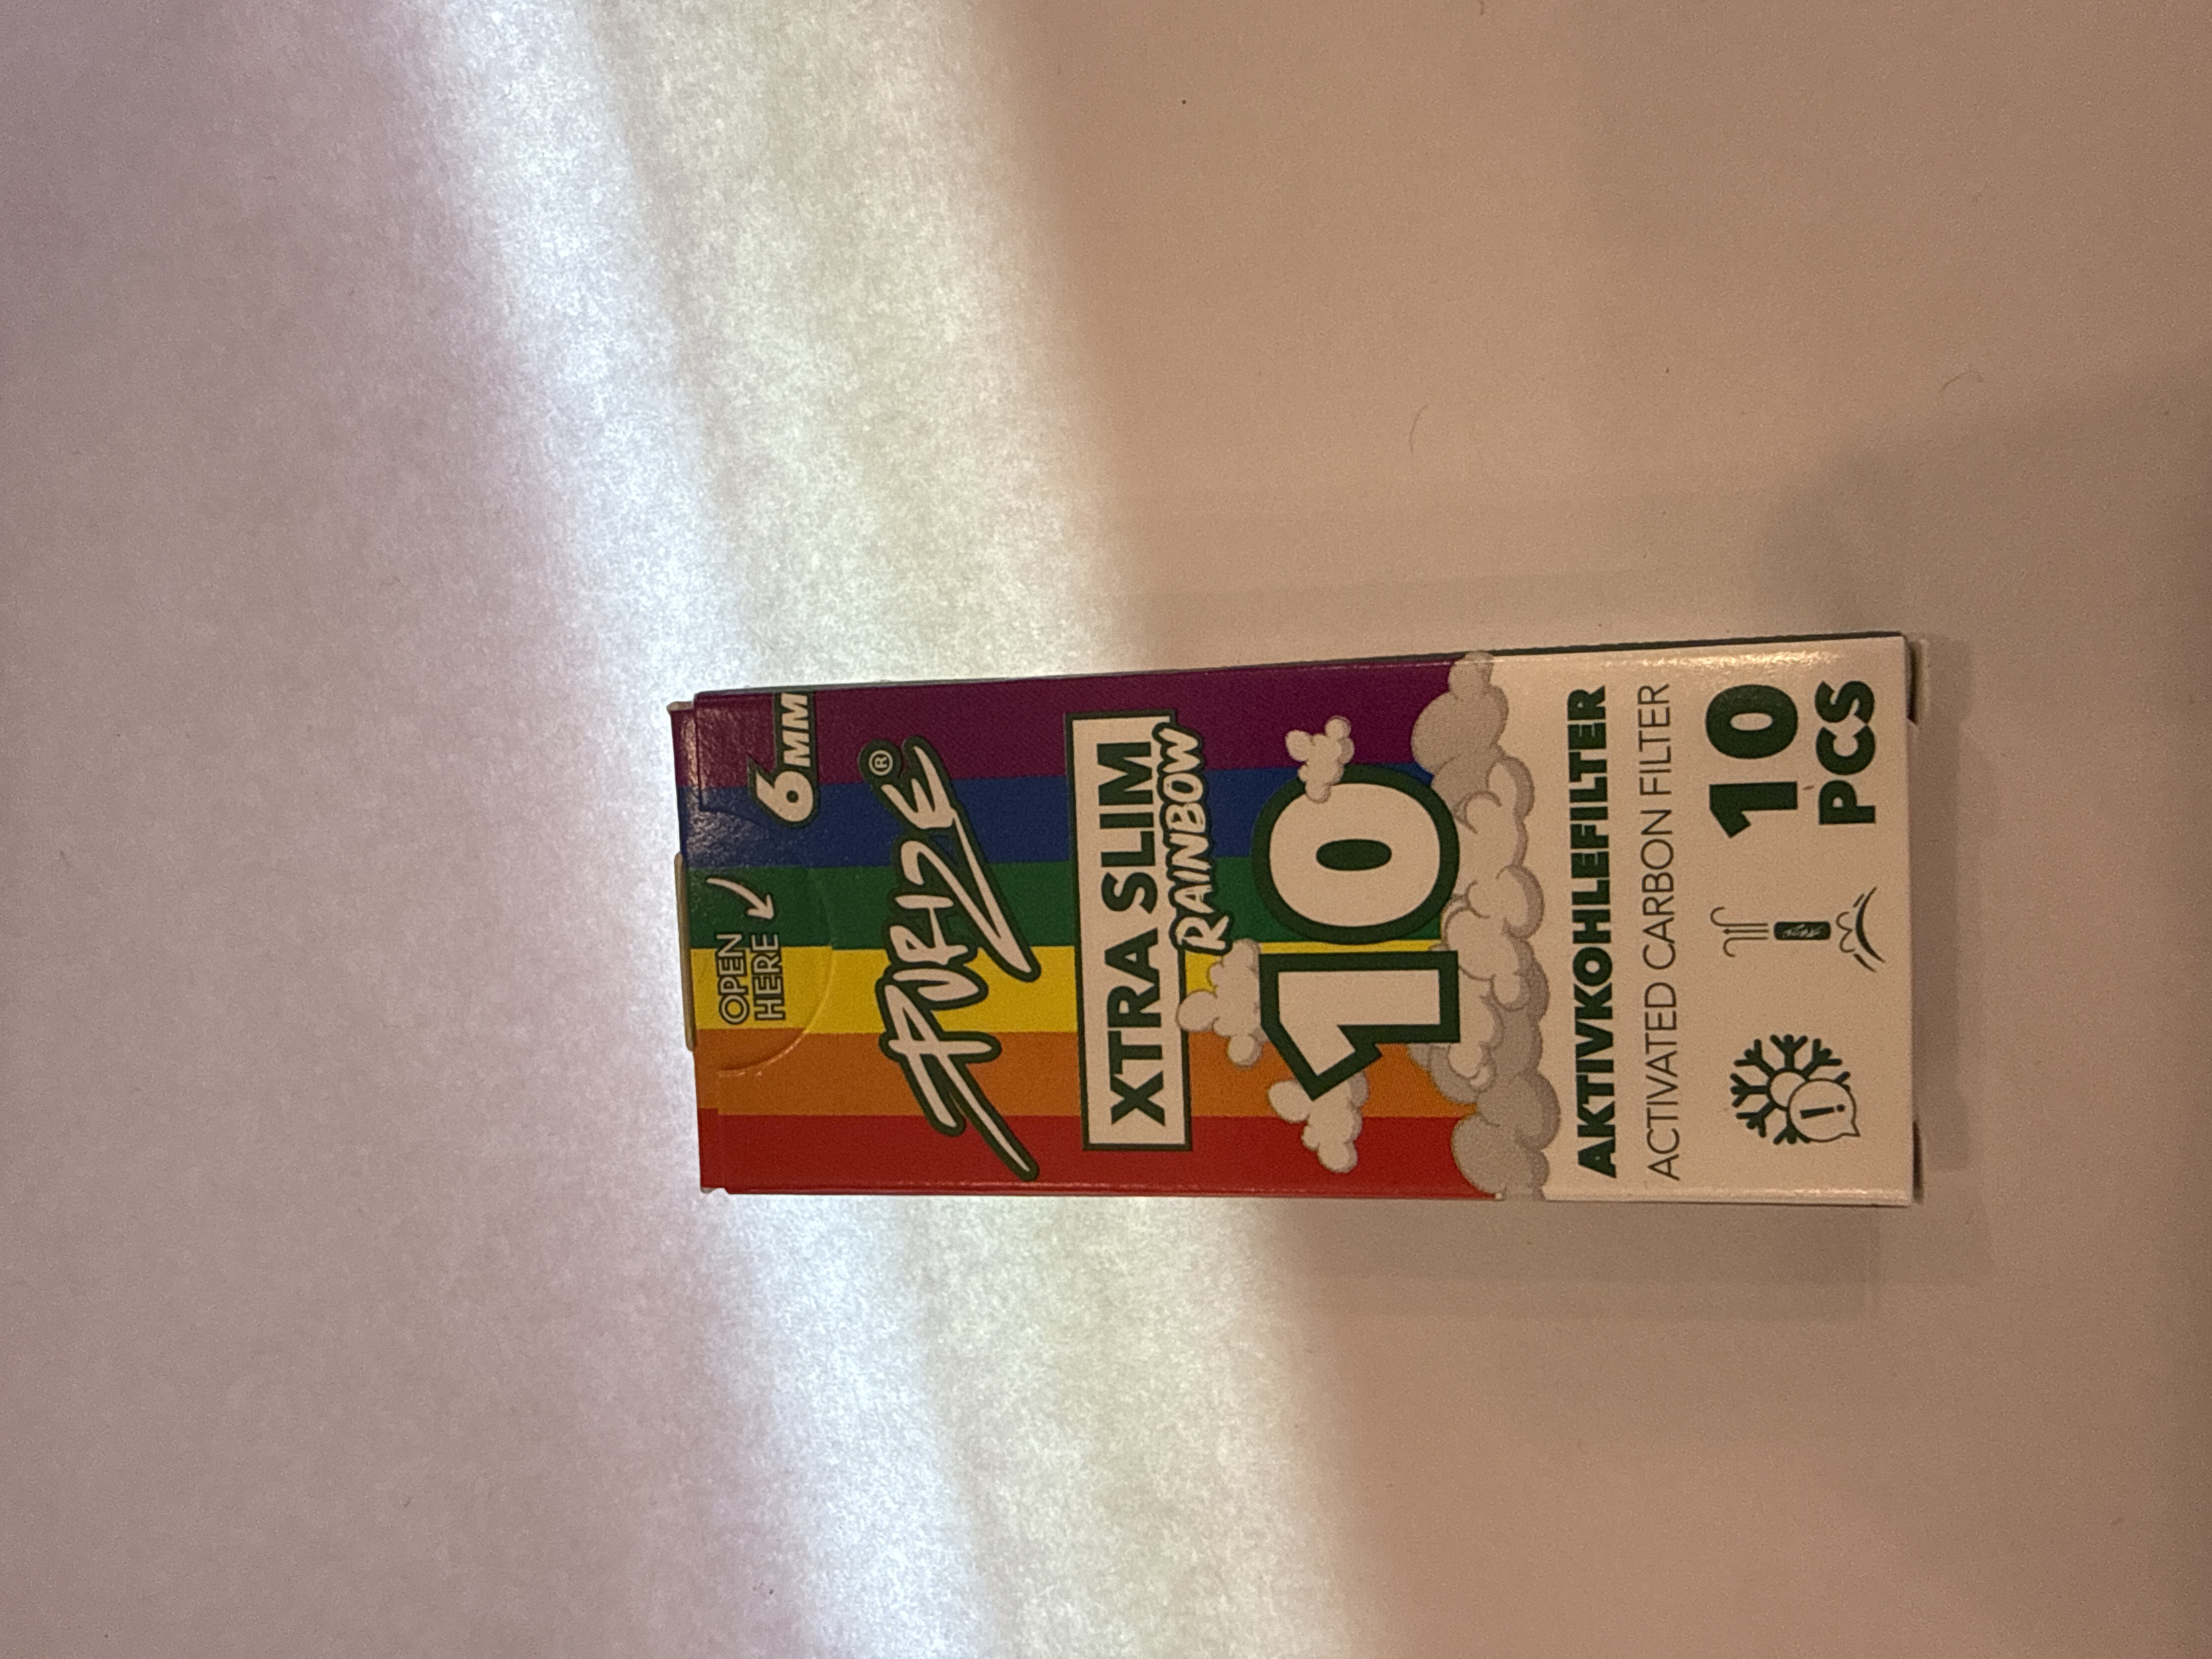 OPEN
HERE
6MM
PURIZE®
XTRA SLIM
RAINBOW
10
AKTIVKOHLEFILTER
ACTIVATED CARBON FILTER
10
PCS